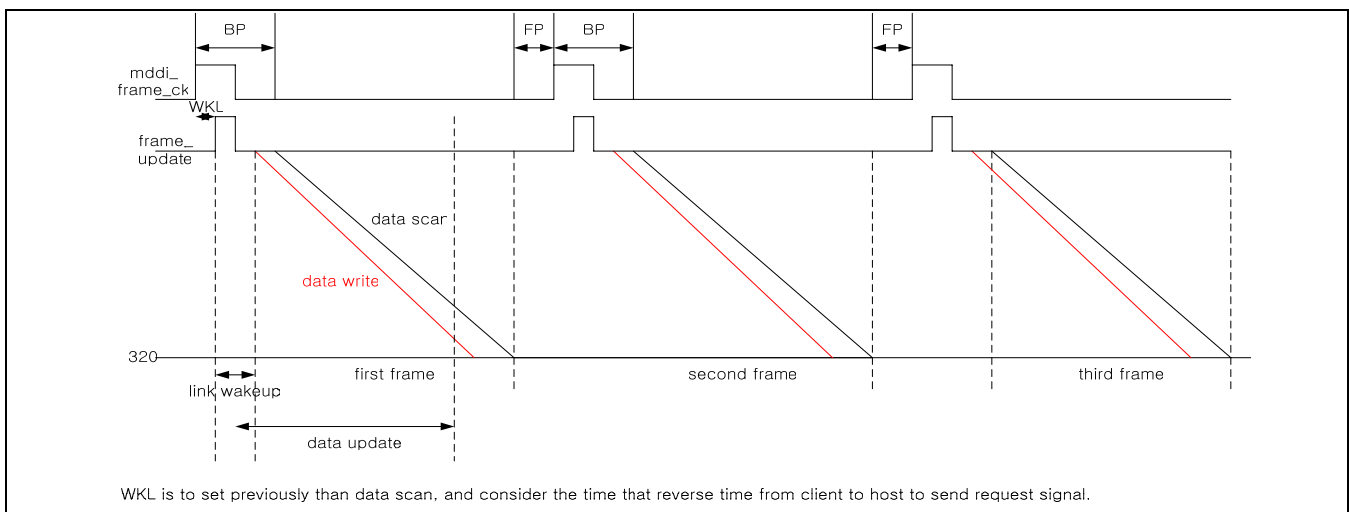 BP
FP
BP
FP
mddi_
frame_ck
WKL
frame_
update
data scan
data write
320
first frame
second frame
third frame
link wakeup
data update
WKL is to set previously than data scan, and consider the time that reverse time from client to host to send request signal.